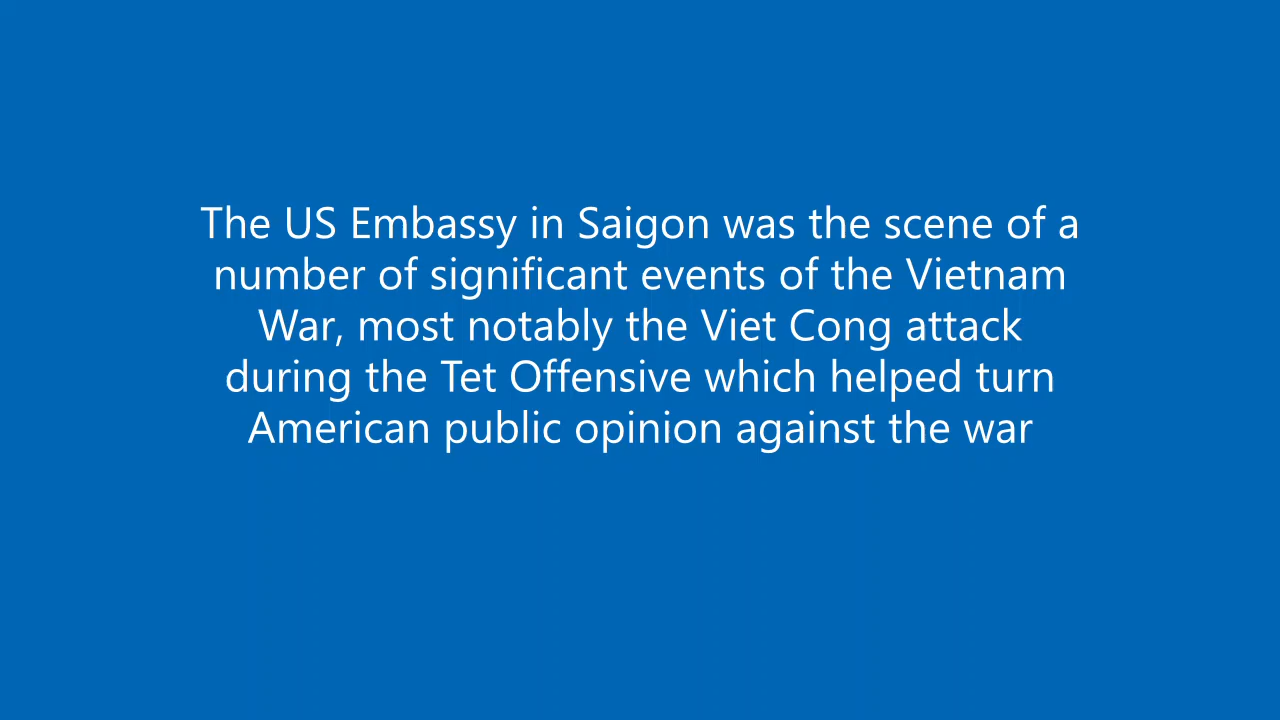 The US Embassy in Saigon was the scene of a
number of significant events of the Vietnam
War, most notably the Viet Cong attack
during the Tet Offensive which helped turn
American public opinion against the war